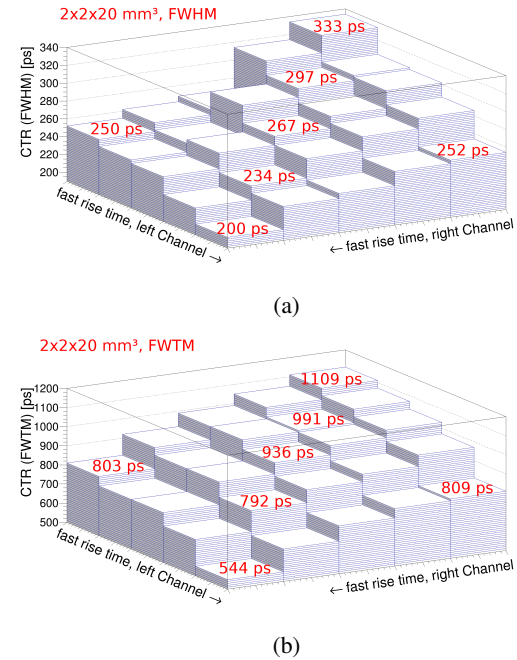 2x2x20 mm³, FWHM
333 ps
297 ps
250 ps
267 ps
252 ps
234 ps
200 ps
CTR (FWHM) [ps]
340
320
300
280
260
240
220
200
fast rise time, left Channel →
← fast rise time, right Channel
(a)
2x2x20 mm³, FWTM
1109 ps
991 ps
936 ps
803 ps
792 ps
809 ps
544 ps
CTR (FWTM) [ps]
1200
1100
1000
900
800
700
600
500
fast rise time, left Channel →
← fast rise time, right Channel
(b)